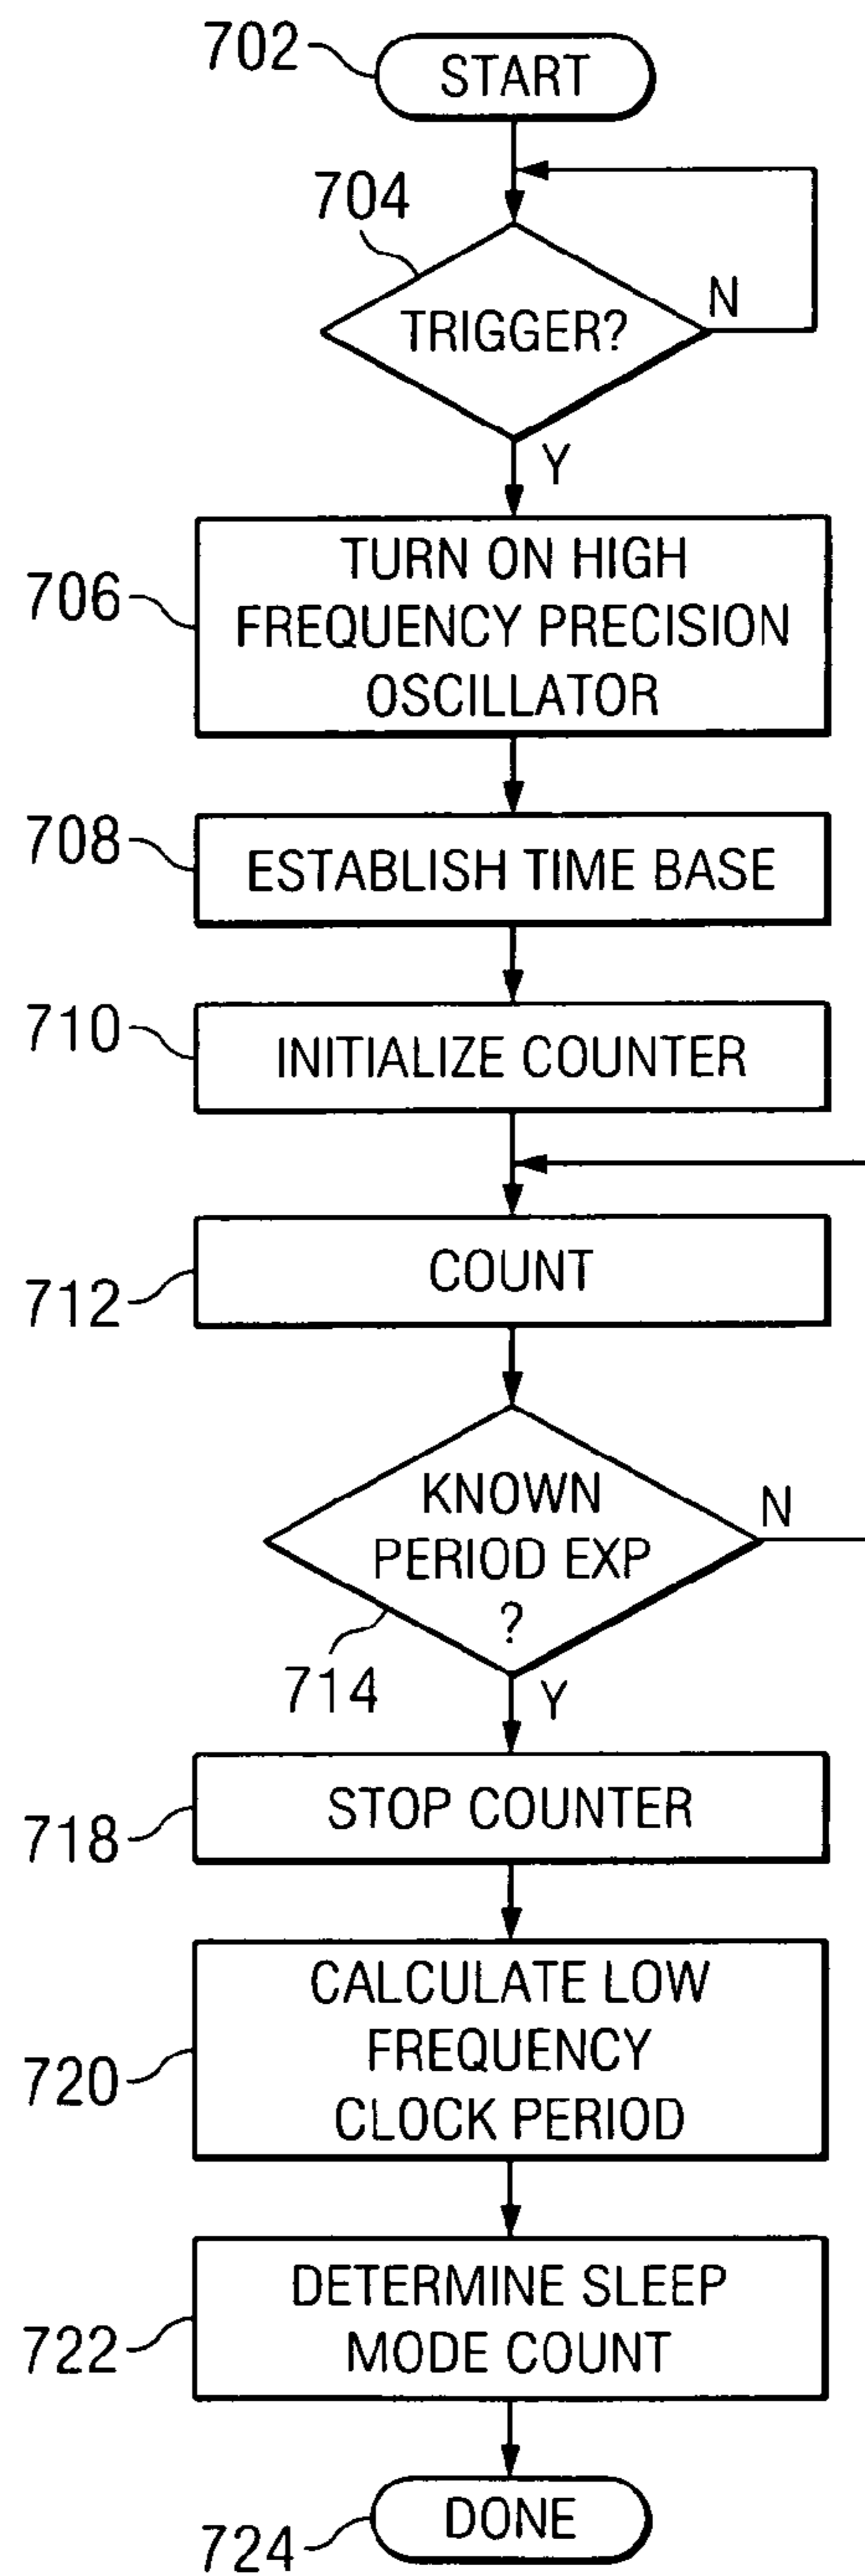 702
START
704
TRIGGER?
N
Y
706
TURN ON HIGH
FREQUENCY PRECISION
OSCILLATOR
708
ESTABLISH TIME BASE
710
INITIALIZE COUNTER
712
COUNT
KNOWN
PERIOD EXP
?
N
714
Y
718
STOP COUNTER
720
CALCULATE LOW
FREQUENCY
CLOCK PERIOD
722
DETERMINE SLEEP
MODE COUNT
724
DONE